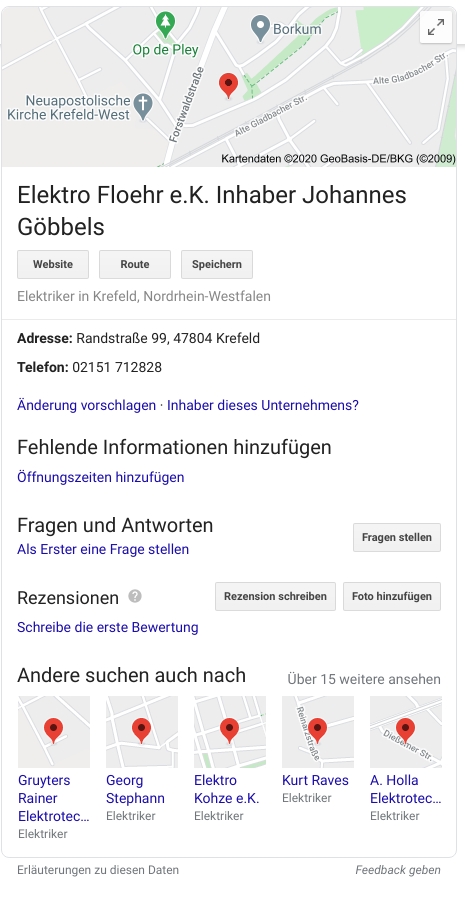 Op de Pley
Borkum
Neuapostolische
Kirche Krefeld-West
Forstwaldstraße
Alte Gladbacher Str.
Alte Gladbacher Str.
Kartendaten ©2020 GeoBasis-DE/BKG (©2009)
Elektro Floehr e.K. Inhaber Johannes
Göbbels
Website Route Speichern
Elektriker in Krefeld, Nordrhein-Westfalen
Adresse: Randstraße 99, 47804 Krefeld
Telefon: 02151 712828
Änderung vorschlagen · Inhaber dieses Unternehmens?
Fehlende Informationen hinzufügen
Öffnungszeiten hinzufügen
Fragen und Antworten
Fragen stellen
Als Erster eine Frage stellen
Rezensionen ? Rezension schreiben Foto hinzufügen
Schreibe die erste Bewertung
Andere suchen auch nach Über 15 weitere ansehen
Reinarzstraße
Dießemer Str.
Gruyters
Rainer
Elektrotec...
Elektriker
Georg
Stephann
Elektriker
Elektro
Kohze e.K.
Elektriker
Kurt Raves
Elektriker
A. Holla
Elektrotec...
Elektriker
Erläuterungen zu diesen Daten Feedback geben